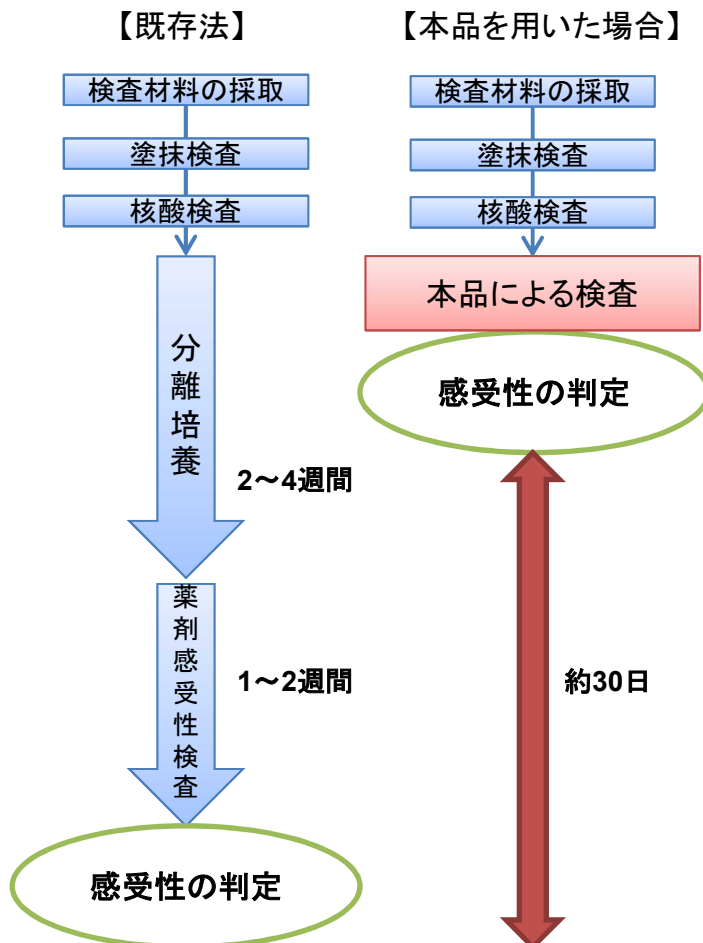 【既存法】
検査材料の採取
塗抹検査
核酸検査
分離培養
2～4週間
薬剤感受性検査
1～2週間
感受性の判定
【本品を用いた場合】
検査材料の採取
塗抹検査
核酸検査
本品による検査
感受性の判定
約30日